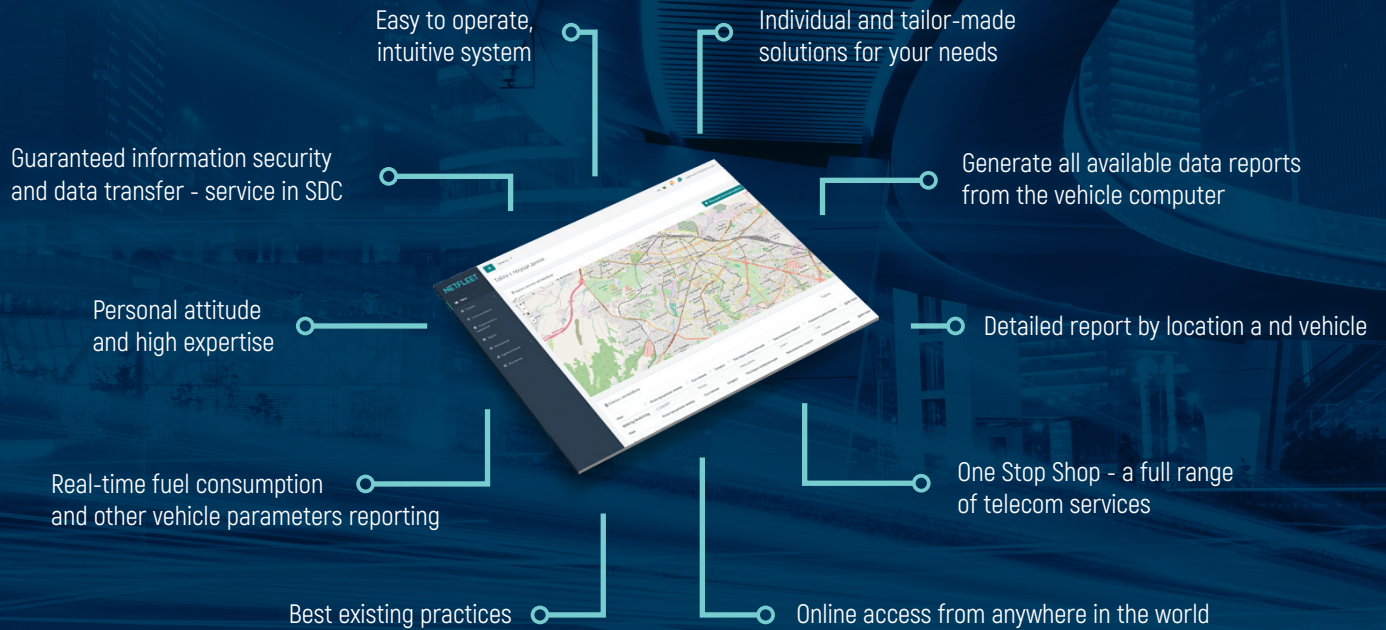 Easy to operate,
intuitive system
Individual and tailor-made
solutions for your needs
Guaranteed information security
and data transfer - service in SDC
Generate all available data reports
from the vehicle computer
NETFLEET
Табло с текущи данни
Personal attitude
and high expertise
Detailed report by location a nd vehicle
Real-time fuel consumption
and other vehicle parameters reporting
One Stop Shop - a full range
of telecom services
Best existing practices
Online access from anywhere in the world